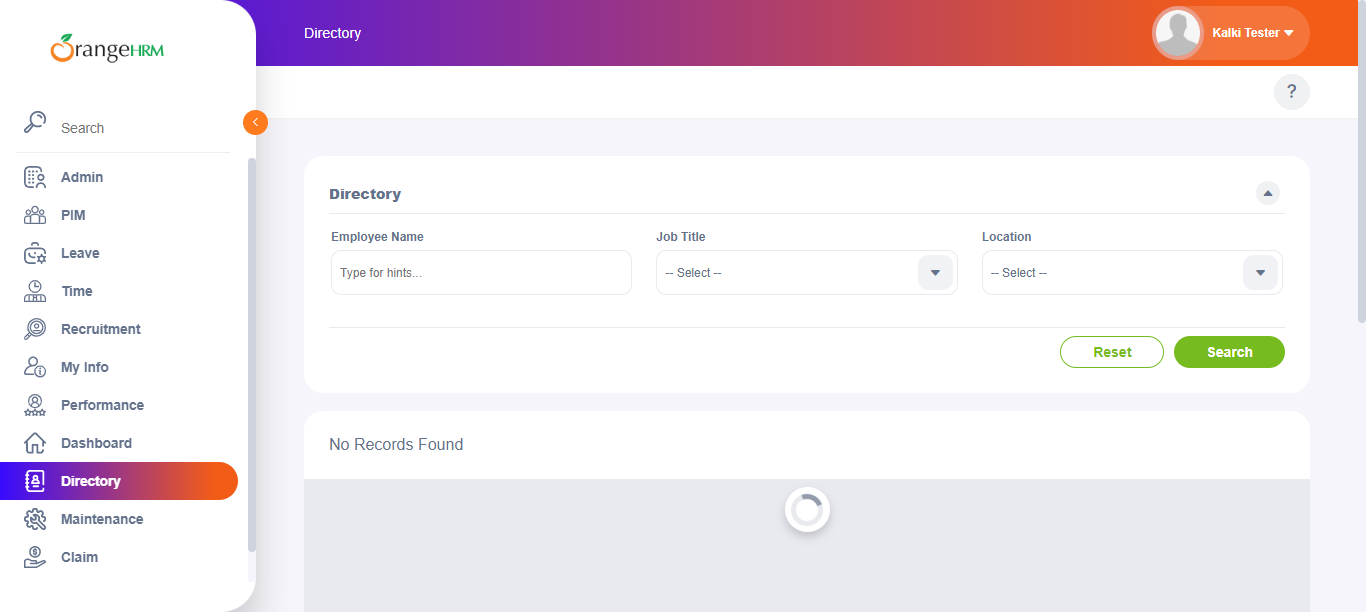 OrangeHRM
Directory
Kalki Tester
?
Search
Admin
PIM
Leave
Time
Recruitment
My Info
Performance
Dashboard
Directory
Maintenance
Claim
Directory
Employee Name
Job Title
Location
Type for hints...
-- Select --
-- Select --
Reset
Search
No Records Found